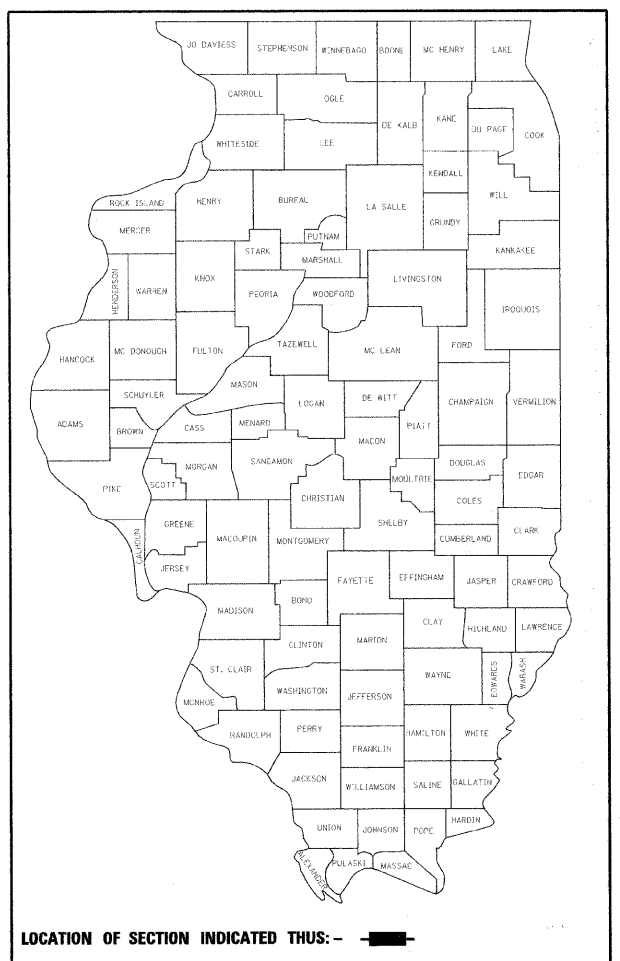 JO DAVIESS STEPHENSON WINNEBAGO BOONE MC HENRY LAKE
CARROLL OGLE DE KALB KANE DU PAGE COOK
WHITESIDE LEE
KENDALL WILL
ROCK ISLAND HENRY BUREAU LA SALLE GRUNDY
MERCER PUTNAM
STARK MARSHALL KANKAKEE
HENDERSON WARREN KNOX PEORIA WOODFORD LIVINGSTON IROQUOIS
HANCOCK MC DONOUGH FULTON TAZEWELL MC LEAN FORD
SCHUYLER MASON LOGAN DE WITT CHAMPAIGN VERMILION
ADAMS BROWN CASS MENARD PIATT
MACON
MORGAN SANGAMON DOUGLAS
PIKE SCOTT CHRISTIAN MOULTRIE COLES EDGAR
GREENE SHELBY
CALHOUN MACOUPIN MONTGOMERY CUMBERLAND CLARK
JERSEY
FAYETTE EFFINGHAM JASPER CRAWFORD
MADISON BOND
CLAY RICHLAND LAWRENCE
CLINTON MARION
ST. CLAIR WAYNE EDWARDS WABASH
WASHINGTON JEFFERSON
MONROE
RANDOLPH PERRY HAMILTON WHITE
FRANKLIN
JACKSON WILLIAMSON SALINE GALLATIN
UNION JOHNSON POPE HARDIN
ALEXANDER PULASKI MASSAC
LOCATION OF SECTION INDICATED THUS: –